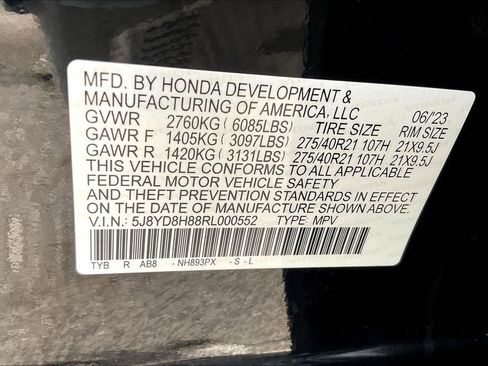 MFD. BY HONDA DEVELOPMENT &
MANUFACTURING OF AMERICA, LLC 06/'23
GVWR 2760KG ( 6085LBS) TIRE SIZE RIM SIZE
GAWR F 1405KG ( 3097LBS) 275/40R21 107H 21X9.5J
GAWR R 1420KG ( 3131LBS) 275/40R21 107H 21X9.5J
THIS VEHICLE CONFORMS TO ALL APPLICABLE
FEDERAL MOTOR VEHICLE SAFETY
AND THEFT PREVENTION STANDARDS IN EFFECT
ON THE DATE OF MANUFACTURE SHOWN ABOVE.
V.I.N.: 5J8YD8H88RL000552 TYPE: MPV
TYB R AB8 - NH893PX - S - L